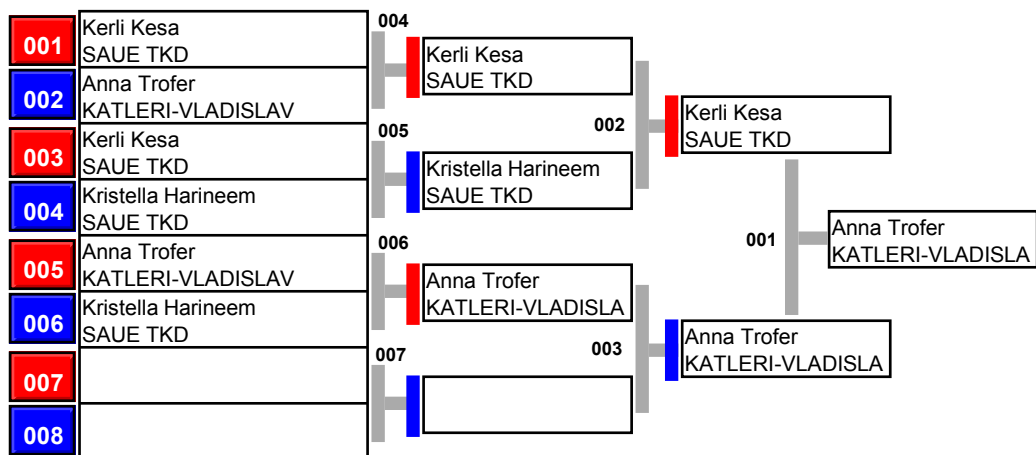 001
Kerli Kesa
SAUE TKD
002
Anna Trofer
KATLERI-VLADISLAV
003
Kerli Kesa
SAUE TKD
004
Kristella Harineem
SAUE TKD
005
Anna Trofer
KATLERI-VLADISLAV
006
Kristella Harineem
SAUE TKD
007
008
004
Kerli Kesa
SAUE TKD
005
Kristella Harineem
SAUE TKD
006
Anna Trofer
KATLERI-VLADISLA
007
002
Kerli Kesa
SAUE TKD
003
Anna Trofer
KATLERI-VLADISLA
001
Anna Trofer
KATLERI-VLADISLA